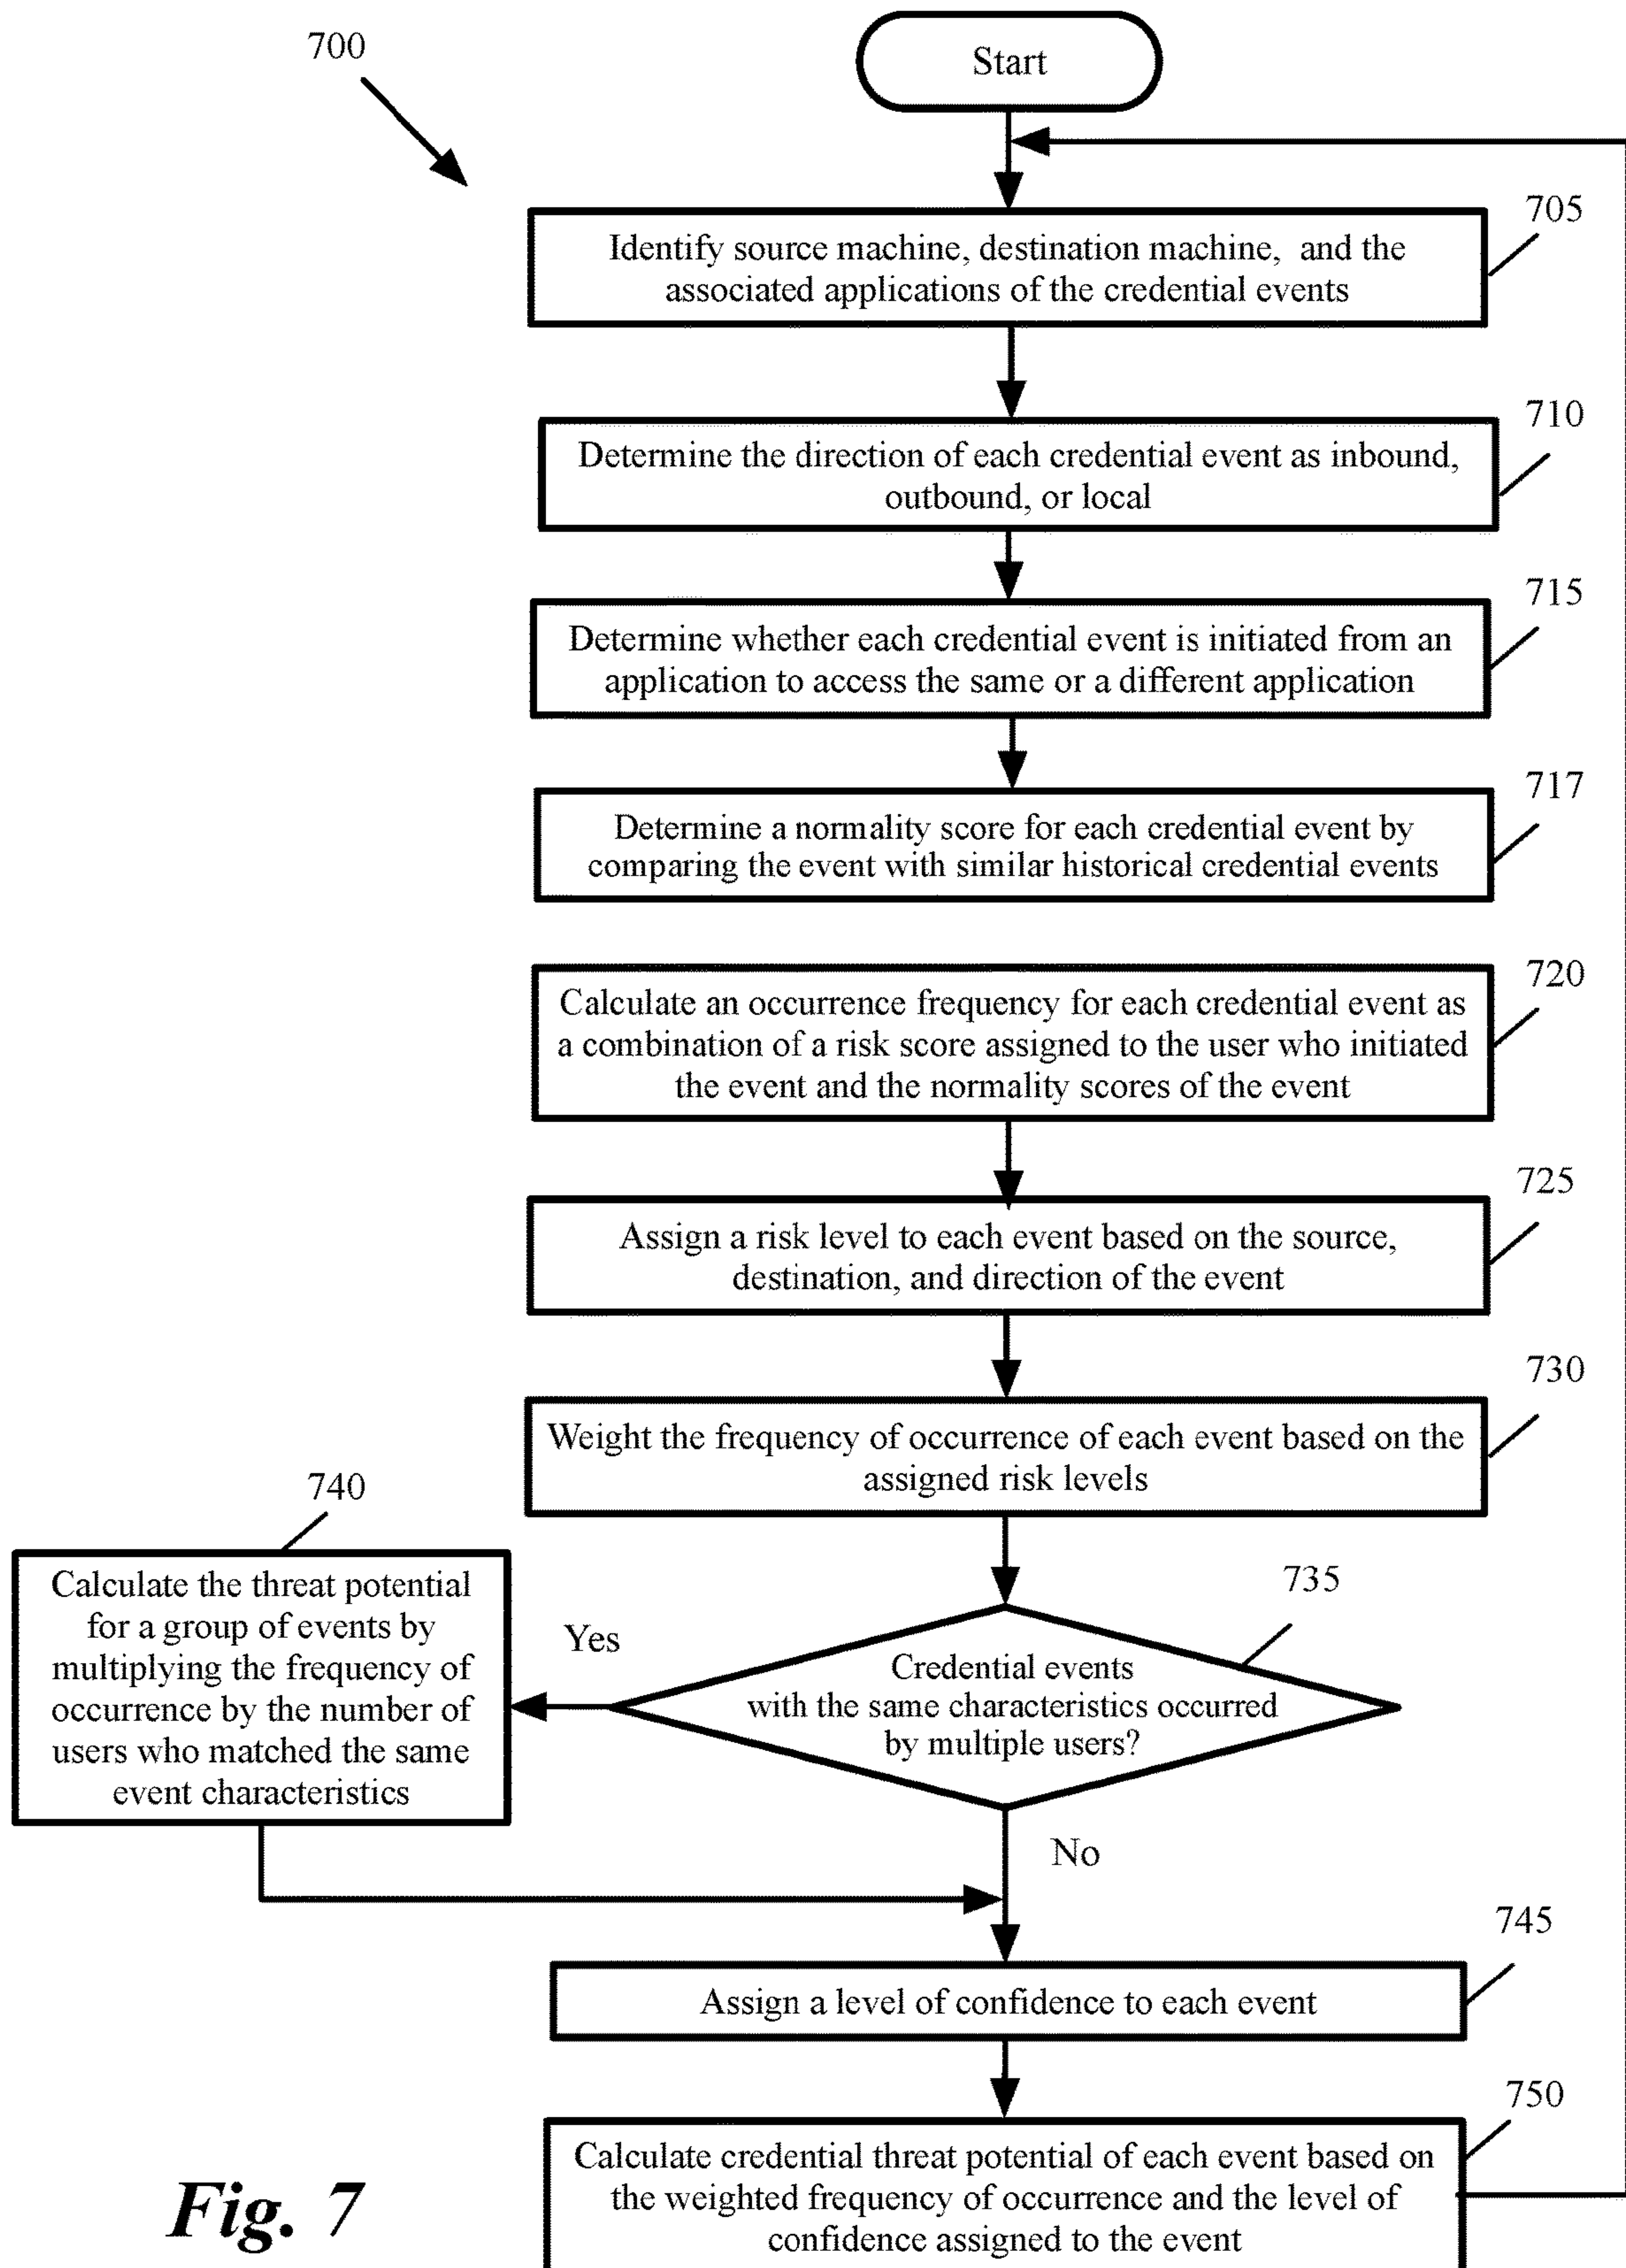 700
Start
705
Identify source machine, destination machine, and the
associated applications of the credential events
710
Determine the direction of each credential event as inbound,
outbound, or local
715
Determine whether each credential event is initiated from an
application to access the same or a different application
717
Determine a normality score for each credential event by
comparing the event with similar historical credential events
720
Calculate an occurrence frequency for each credential event as
a combination of a risk score assigned to the user who initiated
the event and the normality scores of the event
725
Assign a risk level to each event based on the source,
destination, and direction of the event
730
Weight the frequency of occurrence of each event based on the
assigned risk levels
740
Calculate the threat potential
for a group of events by
multiplying the frequency of
occurrence by the number of
users who matched the same
event characteristics
Yes
735
Credential events
with the same characteristics occurred
by multiple users?
No
745
Assign a level of confidence to each event
750
Calculate credential threat potential of each event based on
the weighted frequency of occurrence and the level of
confidence assigned to the event
Fig. 7